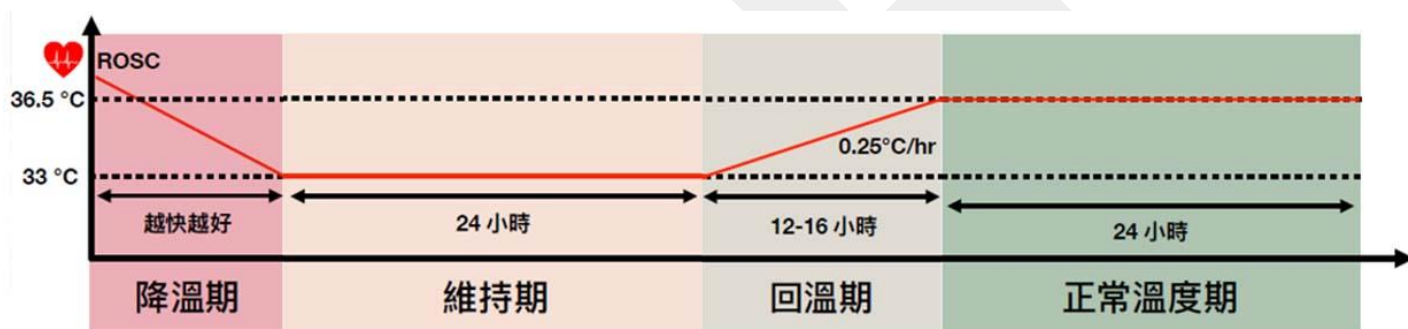 ROSC
36.5 °C
0.25°C/hr
33 °C
越快越好
24 小時
12-16 小時
24 小時
降溫期
維持期
回溫期
正常溫度期